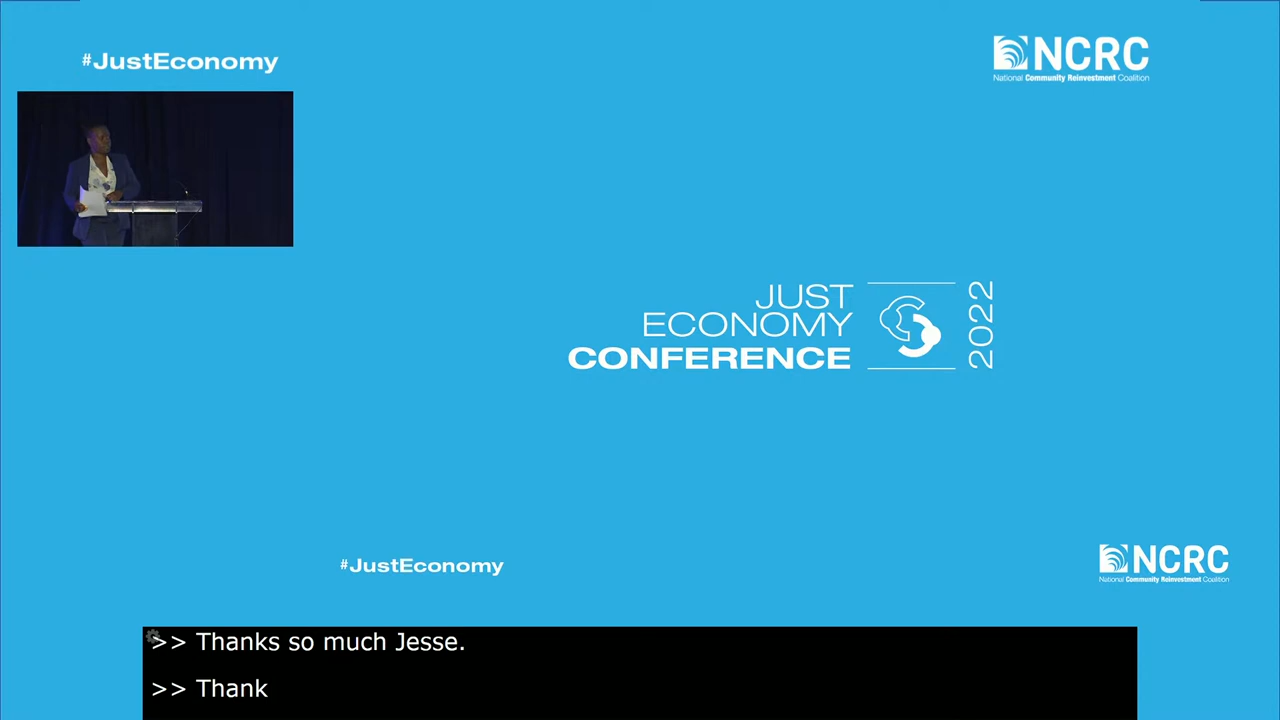 #JustEconomy
NCRC
National Community Reinvestment Coalition
JUST
ECONOMY
CONFERENCE
2022
#JustEconomy
NCRC
National Community Reinvestment Coalition
>> Thanks so much Jesse.
>> Thank